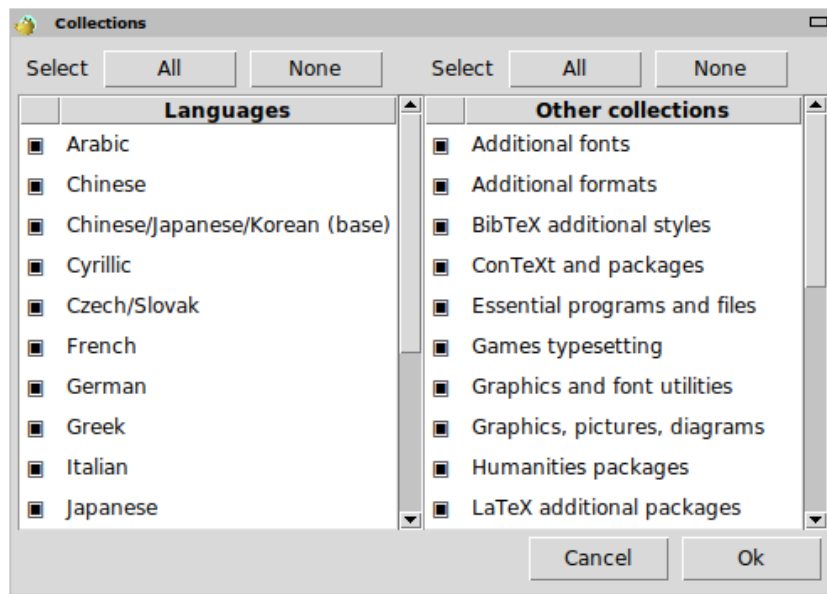 Collections
Select All None
Languages
Arabic
Chinese
Chinese/Japanese/Korean (base)
Cyrillic
Czech/Slovak
French
German
Greek
Italian
Japanese
Select All None
Other collections
Additional fonts
Additional formats
BibTeX additional styles
ConTeXt and packages
Essential programs and files
Games typesetting
Graphics and font utilities
Graphics, pictures, diagrams
Humanities packages
LaTeX additional packages
Cancel Ok